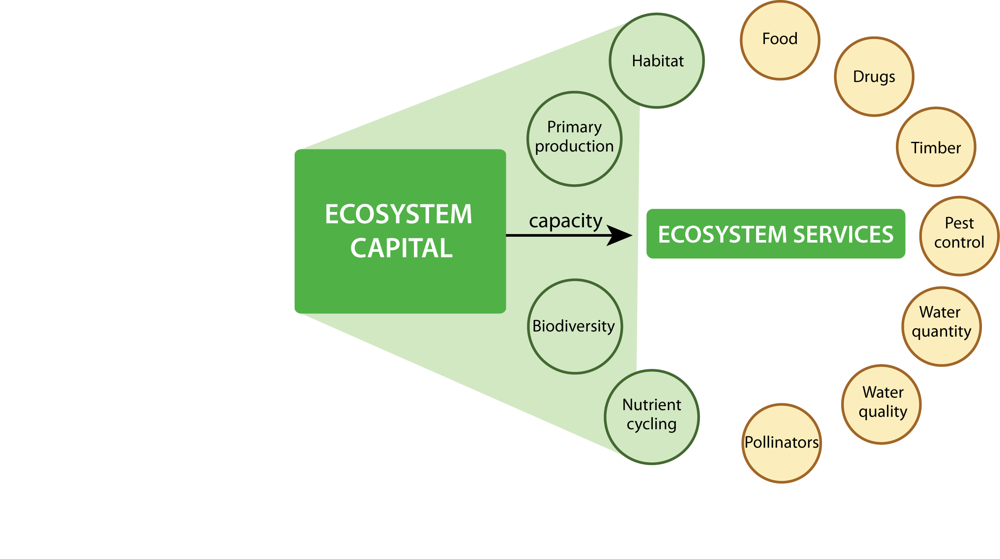 ECOSYSTEM
CAPITAL
capacity
Habitat
Primary
production
Biodiversity
Nutrient
cycling
ECOSYSTEM SERVICES
Food
Drugs
Timber
Pest
control
Water
quantity
Water
quality
Pollinators